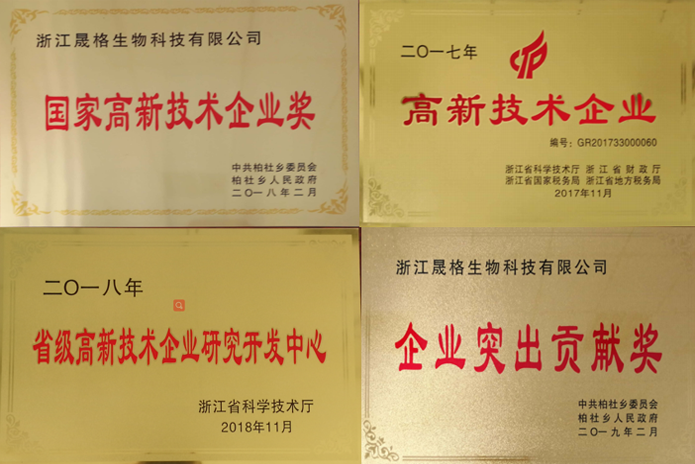 浙江晟格生物科技有限公司
国家高新技术企业奖
中共柏社乡委员会
柏社乡人民政府
二〇一八年二月
二〇一七年
高新技术企业
编号：GR201733000060
浙江省科学技术厅 浙江省财政厅
浙江省国家税务局 浙江省地方税务局
2017年11月
二〇一八年
省级高新技术企业研究开发中心
浙江省科学技术厅
2018年11月
浙江晟格生物科技有限公司
企业突出贡献奖
中共柏社乡委员会
柏社乡人民政府
二〇一九年二月